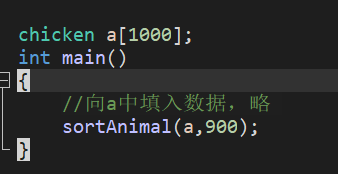 chicken a[1000];
int main()
{
//向a中填入数据，略
sortAnimal(a,900);
}